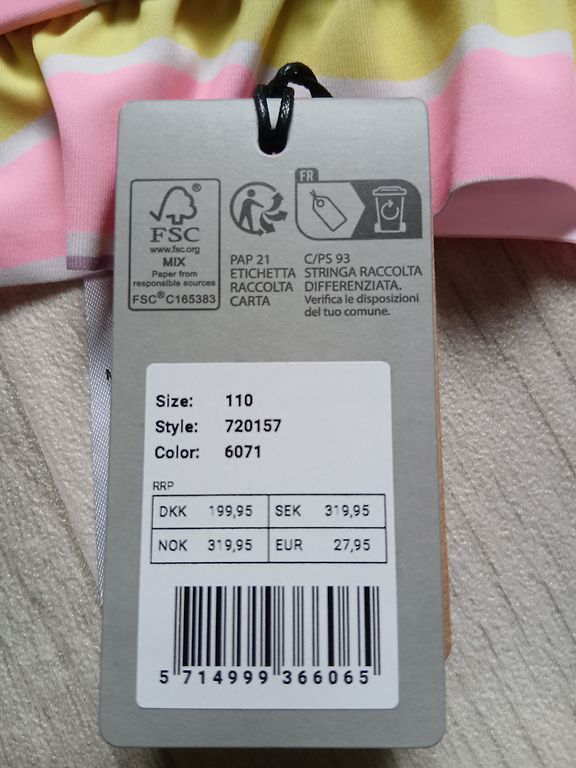 FR
FSC®
www.fsc.org
MIX
Paper from
responsible sources
FSC® C165383
PAP 21
ETICHETTA
RACCOLTA
CARTA
C/PS 93
STRINGA RACCOLTA
DIFFERENZIATA.
Verifica le disposizioni
del tuo comune.
Size: 110
Style: 720157
Color: 6071
RRP
DKK 199,95 SEK 319,95
NOK 319,95 EUR 27,95
5 714999 366065